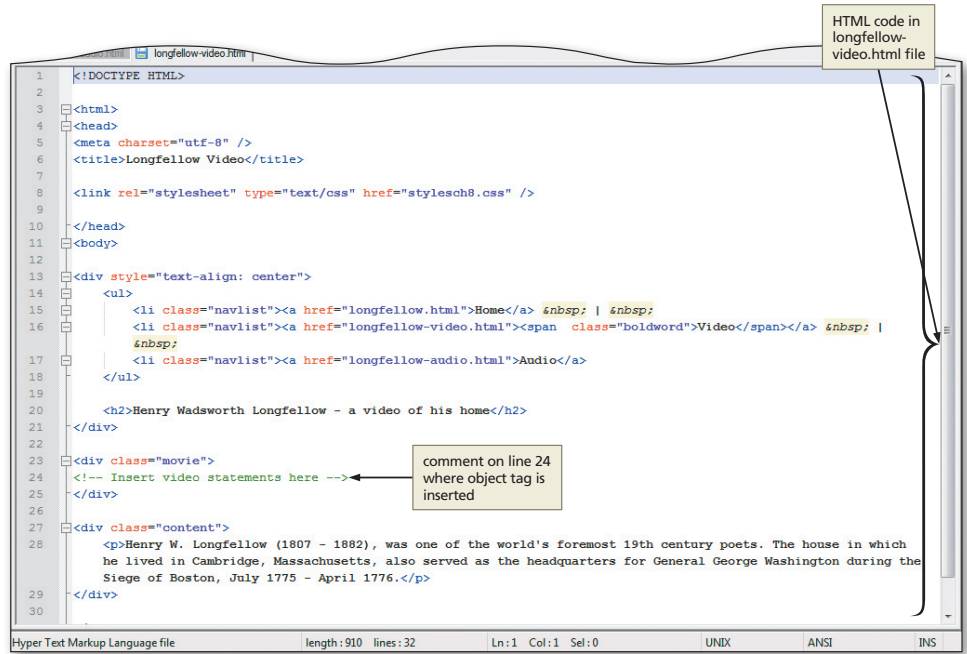 HTML code in
longfellow-
video.html file
longfellow-video.html
1 <!DOCTYPE HTML>
2
3 <html>
4 <head>
5 <meta charset="utf-8" />
6 <title>Longfellow Video</title>
7
8 <link rel="stylesheet" type="text/css" href="stylesch8.css" />
9
10 </head>
11 <body>
12
13 <div style="text-align: center">
14 <ul>
15 <li class="navlist"><a href="longfellow.html">Home</a> &nbsp; | &nbsp;
16 <li class="navlist"><a href="longfellow-video.html"><span  class="boldword">Video</span></a> &nbsp; |
&nbsp;
17 <li class="navlist"><a href="longfellow-audio.html">Audio</a>
18 </ul>
19
20 <h2>Henry Wadsworth Longfellow - a video of his home</h2>
21 </div>
22
23 <div class="movie">
24 <!-- Insert video statements here -->
comment on line 24
where object tag is
inserted
25 </div>
26
27 <div class="content">
28 <p>Henry W. Longfellow (1807 - 1882), was one of the world's foremost 19th century poets. The house in which
he lived in Cambridge, Massachusetts, also served as the headquarters for General George Washington during the
Siege of Boston, July 1775 - April 1776.</p>
29 </div>
30
Hyper Text Markup Language file length : 910 lines : 32 Ln : 1 Col : 1 Sel : 0 UNIX ANSI INS